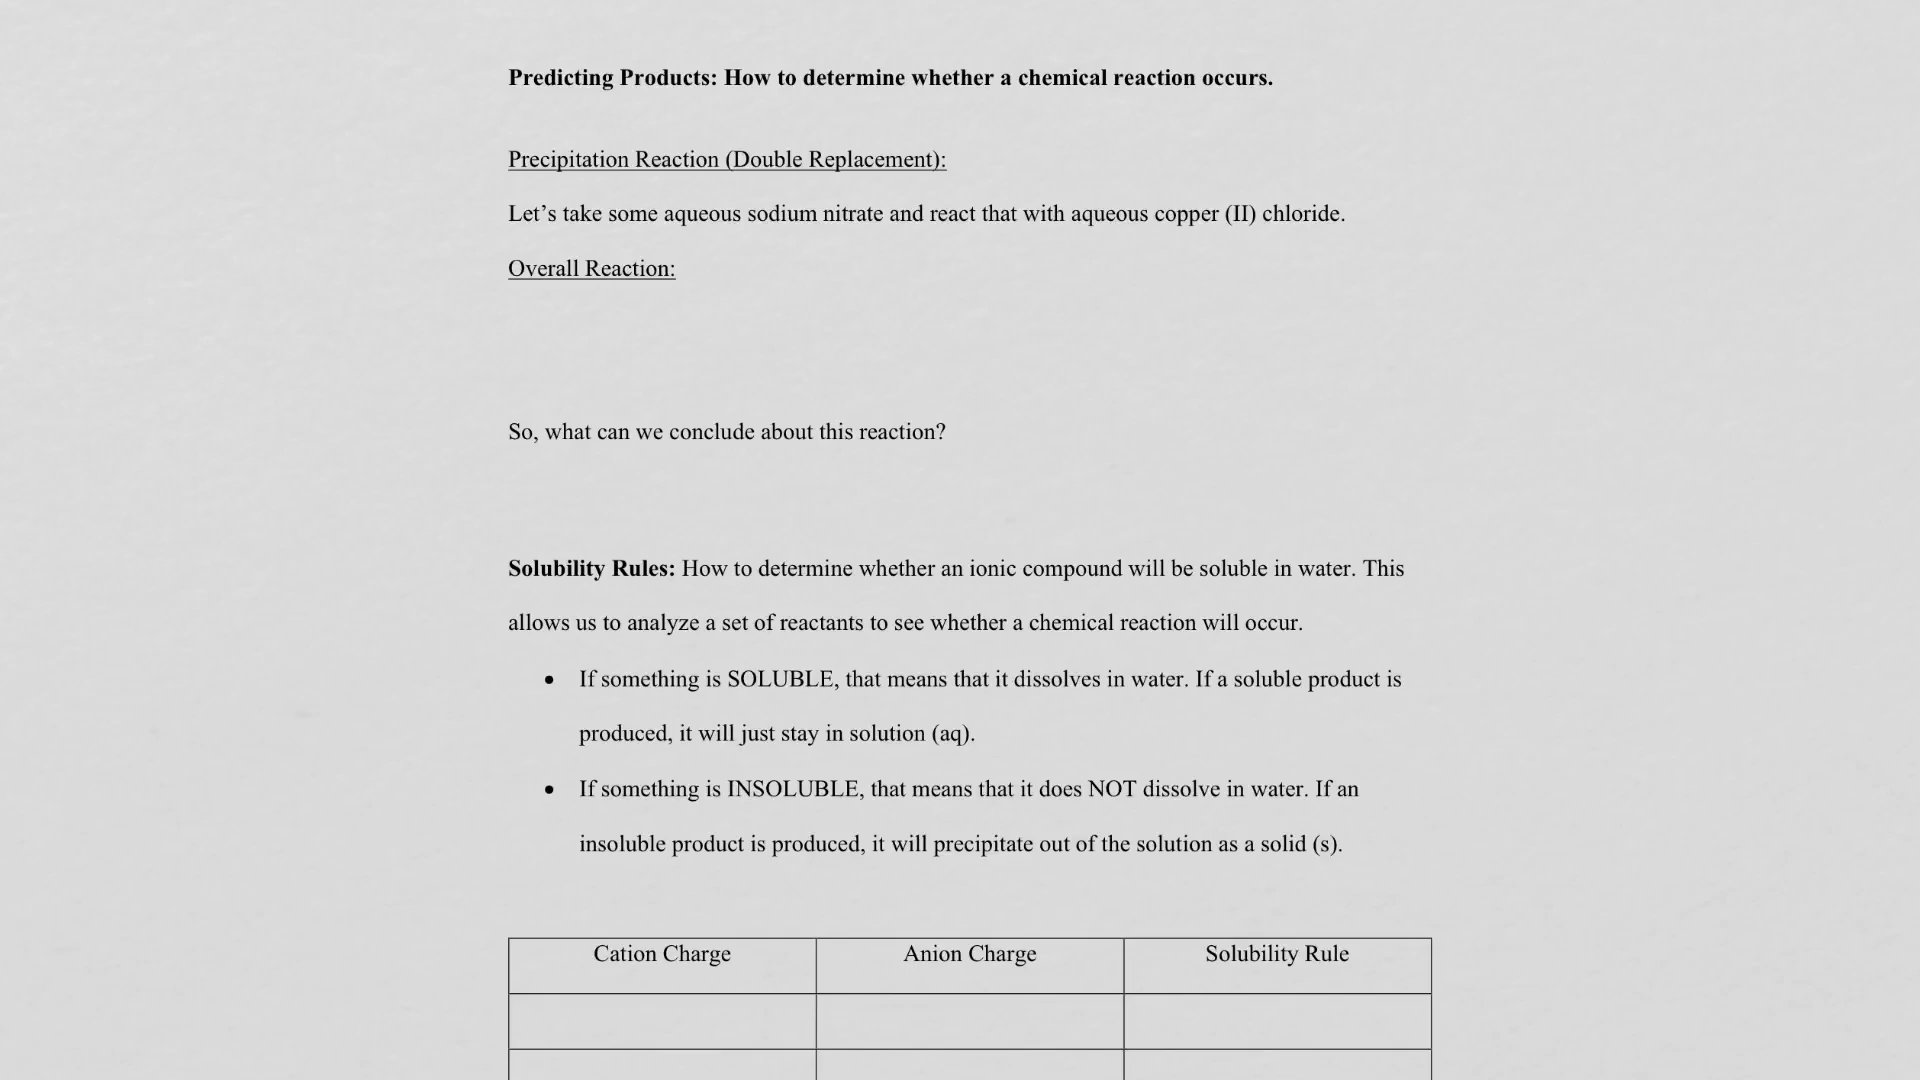 Predicting Products: How to determine whether a chemical reaction occurs.
Precipitation Reaction (Double Replacement):
Let’s take some aqueous sodium nitrate and react that with aqueous copper (II) chloride.
Overall Reaction:
So, what can we conclude about this reaction?
Solubility Rules: How to determine whether an ionic compound will be soluble in water. This
allows us to analyze a set of reactants to see whether a chemical reaction will occur.
• If something is SOLUBLE, that means that it dissolves in water. If a soluble product is
produced, it will just stay in solution (aq).
• If something is INSOLUBLE, that means that it does NOT dissolve in water. If an
insoluble product is produced, it will precipitate out of the solution as a solid (s).
Cation Charge Anion Charge Solubility Rule